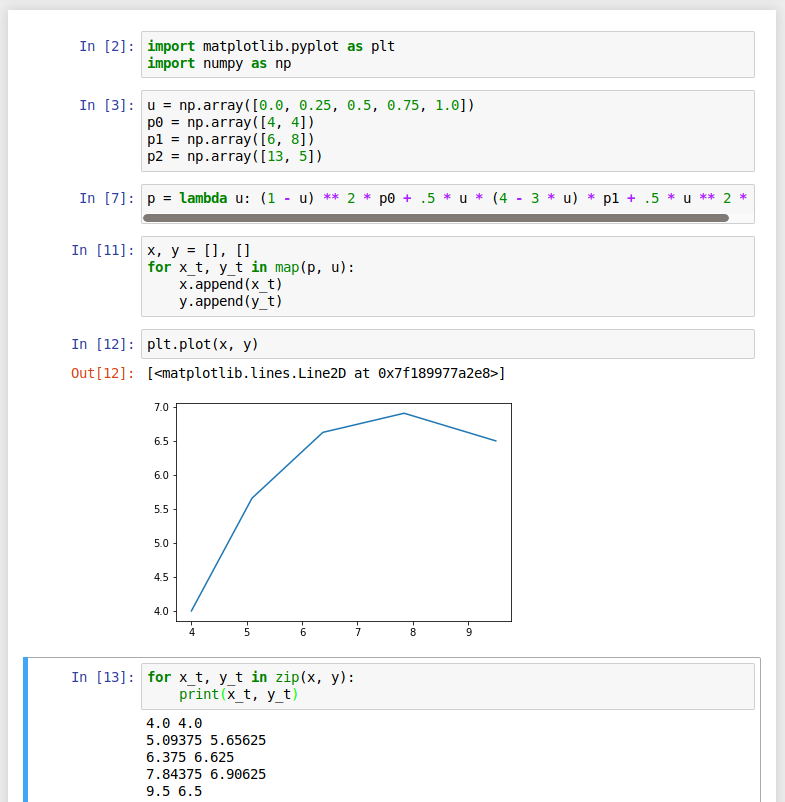 In [2]: import matplotlib.pyplot as plt
import numpy as np
In [3]: u = np.array([0.0, 0.25, 0.5, 0.75, 1.0])
p0 = np.array([4, 4])
p1 = np.array([6, 8])
p2 = np.array([13, 5])
In [7]: p = lambda u: (1 - u) ** 2 * p0 + .5 * u * (4 - 3 * u) * p1 + .5 * u ** 2 *
In [11]: x, y = [], []
for x_t, y_t in map(p, u):
    x.append(x_t)
    y.append(y_t)
In [12]: plt.plot(x, y)
Out[12]: [<matplotlib.lines.Line2D at 0x7f189977a2e8>]
7.0
6.5
6.0
5.5
5.0
4.5
4.0
4 5 6 7 8 9
In [13]: for x_t, y_t in zip(x, y):
    print(x_t, y_t)
4.0 4.0
5.09375 5.65625
6.375 6.625
7.84375 6.90625
9.5 6.5